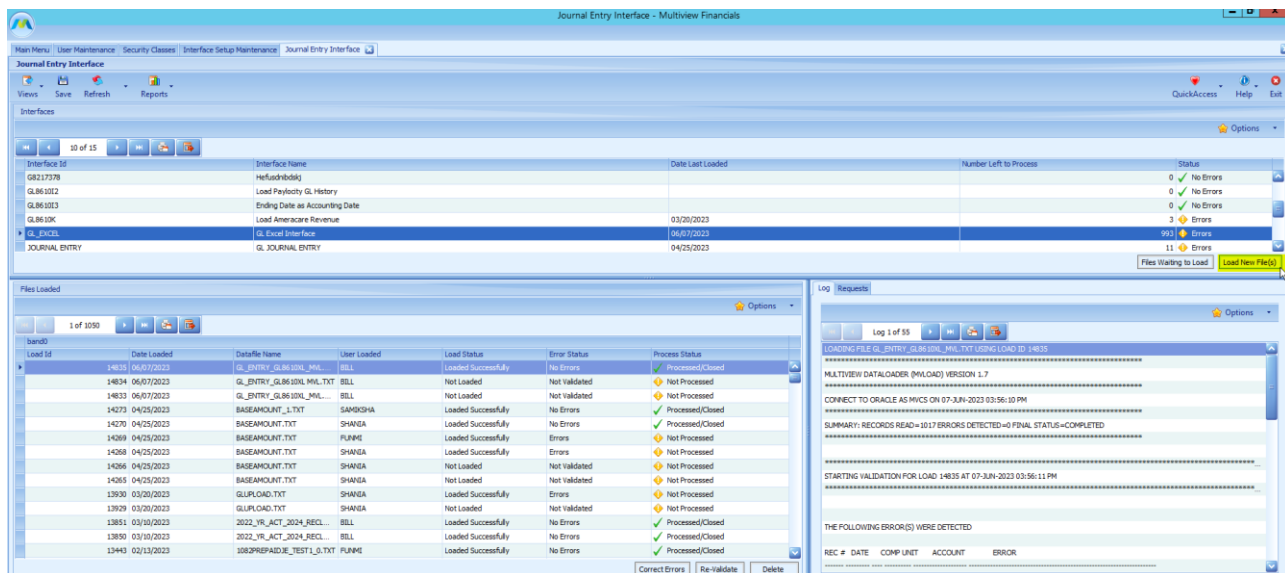 Journal Entry Interface - Multiview Financials
Main Menu User Maintenance Security Classes Interface Setup Maintenance Journal Entry Interface
Journal Entry Interface
Views Save Refresh Reports QuickAccess Help Exit
Interfaces
Options
10 of 15
Interface Id Interface Name Date Last Loaded Number Left to Process Status
G8217378 Hefusdnibdskj 0 No Errors
GL8610I2 Load Paylocity GL History 0 No Errors
GL8610I3 Ending Date as Accounting Date 0 No Errors
GL8610K Load Ameracare Revenue 03/20/2023 3 Errors
GL_EXCEL GL Excel Interface 06/07/2023 993 Errors
JOURNAL ENTRY GL JOURNAL ENTRY 04/25/2023 11 Errors
Files Waiting to Load Load New File(s)
Files Loaded
Options
1 of 1050
band0
Load Id Date Loaded Datafile Name User Loaded Load Status Error Status Process Status
14835 06/07/2023 GL_ENTRY_GL8610XL_MVL.... BILL Loaded Successfully No Errors Processed/Closed
14834 06/07/2023 GL_ENTRY_GL8610XL MVL.TXT BILL Not Loaded Not Validated Not Processed
14833 06/07/2023 GL_ENTRY_GL8610XL_MVL.... BILL Not Loaded Not Validated Not Processed
14273 04/25/2023 BASEAMOUNT_1.TXT SAMIKSHA Loaded Successfully No Errors Processed/Closed
14270 04/25/2023 BASEAMOUNT.TXT SHANIA Loaded Successfully No Errors Processed/Closed
14269 04/25/2023 BASEAMOUNT.TXT FUNMI Loaded Successfully Errors Not Processed
14268 04/25/2023 BASEAMOUNT.TXT SHANIA Loaded Successfully Errors Not Processed
14266 04/25/2023 BASEAMOUNT.TXT SHANIA Not Loaded Not Validated Not Processed
14265 04/25/2023 BASEAMOUNT.TXT SHANIA Not Loaded Not Validated Not Processed
13930 03/20/2023 GLUPLOAD.TXT SHANIA Loaded Successfully Errors Not Processed
13929 03/20/2023 GLUPLOAD.TXT SHANIA Not Loaded Not Validated Not Processed
13851 03/10/2023 2022_YR_ACT_2024_RECL... BILL Loaded Successfully No Errors Processed/Closed
13850 03/10/2023 2022_YR_ACT_2024_RECL... BILL Loaded Successfully No Errors Processed/Closed
13443 02/13/2023 1082PREPAIDJE_TEST1_0.TXT FUNMI Loaded Successfully No Errors Processed/Closed
Correct Errors Re-Validate Delete
Log Requests
Options
Log 1 of 55
LOADING FILE GL_ENTRY_GL8610XL_MVL.TXT USING LOAD ID 14835
MULTIVIEW DATALOADER (MVLOAD) VERSION 1.7
CONNECT TO ORACLE AS MVCS ON 07-JUN-2023 03:56:10 PM
SUMMARY: RECORDS READ=1017 ERRORS DETECTED=0 FINAL STATUS=COMPLETED
STARTING VALIDATION FOR LOAD 14835 AT 07-JUN-2023 03:56:11 PM
THE FOLLOWING ERROR(S) WERE DETECTED
REC # DATE COMP UNIT ACCOUNT ERROR